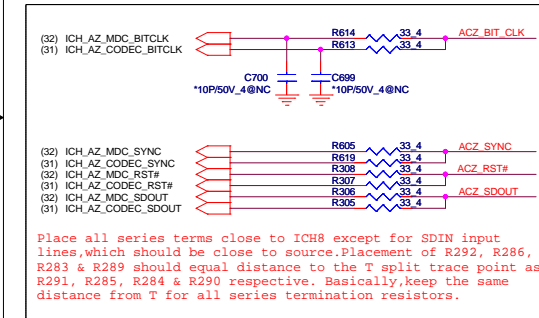 (32) ICH_AZ_MDC_BITCLK R614 33_4 ACZ_BIT_CLK
(31) ICH_AZ_CODEC_BITCLK R613 33_4
C700 C699
*10P/50V_4@NC *10P/50V_4@NC
(32) ICH_AZ_MDC_SYNC R605 33_4 ACZ_SYNC
(31) ICH_AZ_CODEC_SYNC R619 33_4
(32) ICH_AZ_MDC_RST# R308 33_4 ACZ_RST#
(31) ICH_AZ_CODEC_RST# R307 33_4
(32) ICH_AZ_MDC_SDOUT R306 33_4 ACZ_SDOUT
(31) ICH_AZ_CODEC_SDOUT R305 33_4
Place all series terms close to ICH8 except for SDIN input
lines,which should be close to source.Placement of R292, R286,
R283 & R289 should equal distance to the T split trace point as
R291, R285, R284 & R290 respective. Basically,keep the same
distance from T for all series termination resistors.